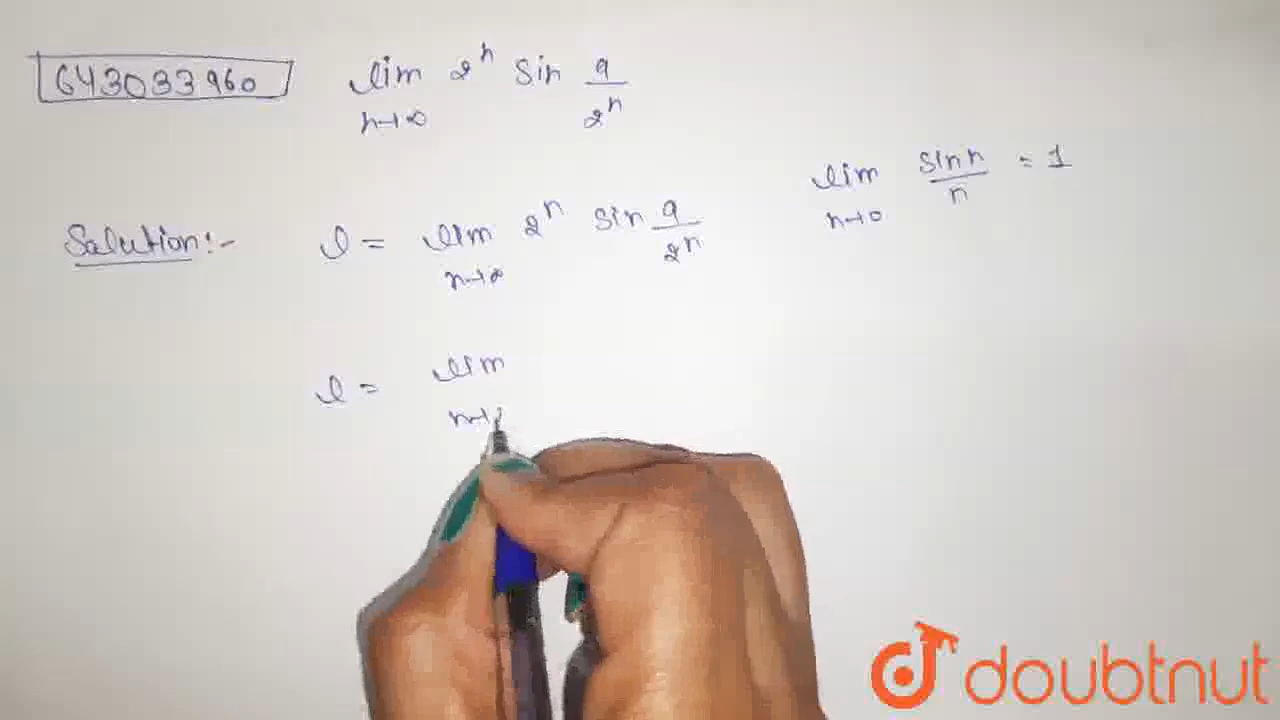 643033960 lim n→∞ 2^n Sin a/2^n
lim n→0 Sin n/n = 1
Solution:- l = lim n→∞ 2^n Sin a/2^n
l = lim n→
doubtnut